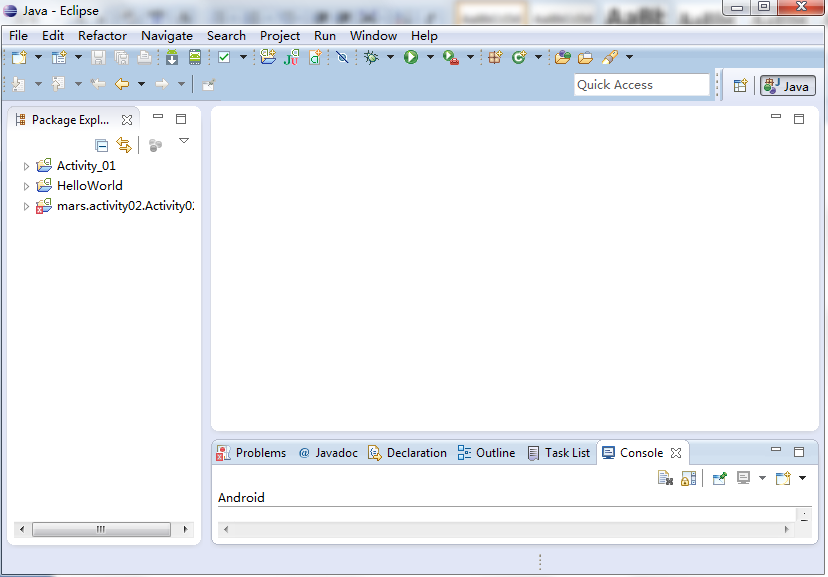 Java - Eclipse
File Edit Refactor Navigate Search Project Run Window Help
Quick Access
Java
Package Expl...
Activity_01
HelloWorld
mars.activity02.Activity02
Problems @ Javadoc Declaration Outline Task List Console
Android